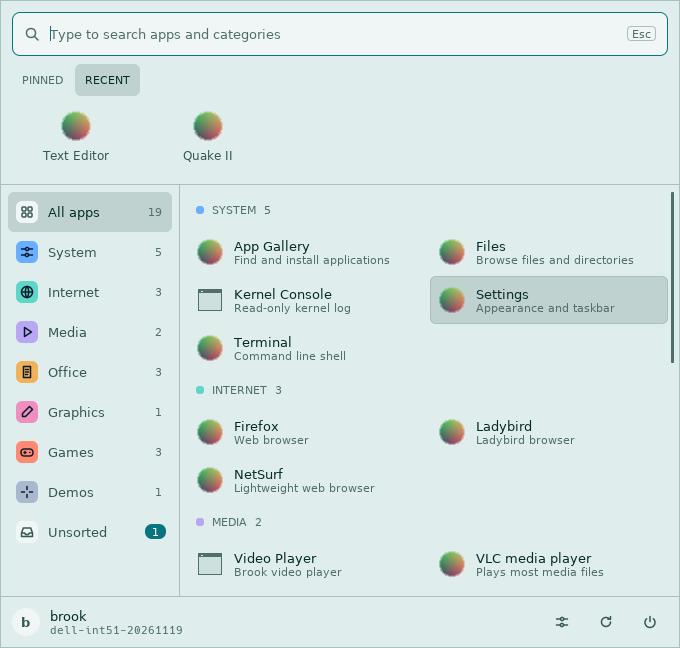 Type to search apps and categories
Esc
PINNED
RECENT
Text Editor
Quake II
All apps 19
System 5
Internet 3
Media 2
Office 3
Graphics 1
Games 3
Demos 1
Unsorted 1
SYSTEM 5
App Gallery
Find and install applications
Files
Browse files and directories
Kernel Console
Read-only kernel log
Settings
Appearance and taskbar
Terminal
Command line shell
INTERNET 3
Firefox
Web browser
Ladybird
Ladybird browser
NetSurf
Lightweight web browser
MEDIA 2
Video Player
Brook video player
VLC media player
Plays most media files
b
brook
dell-int51-20261119